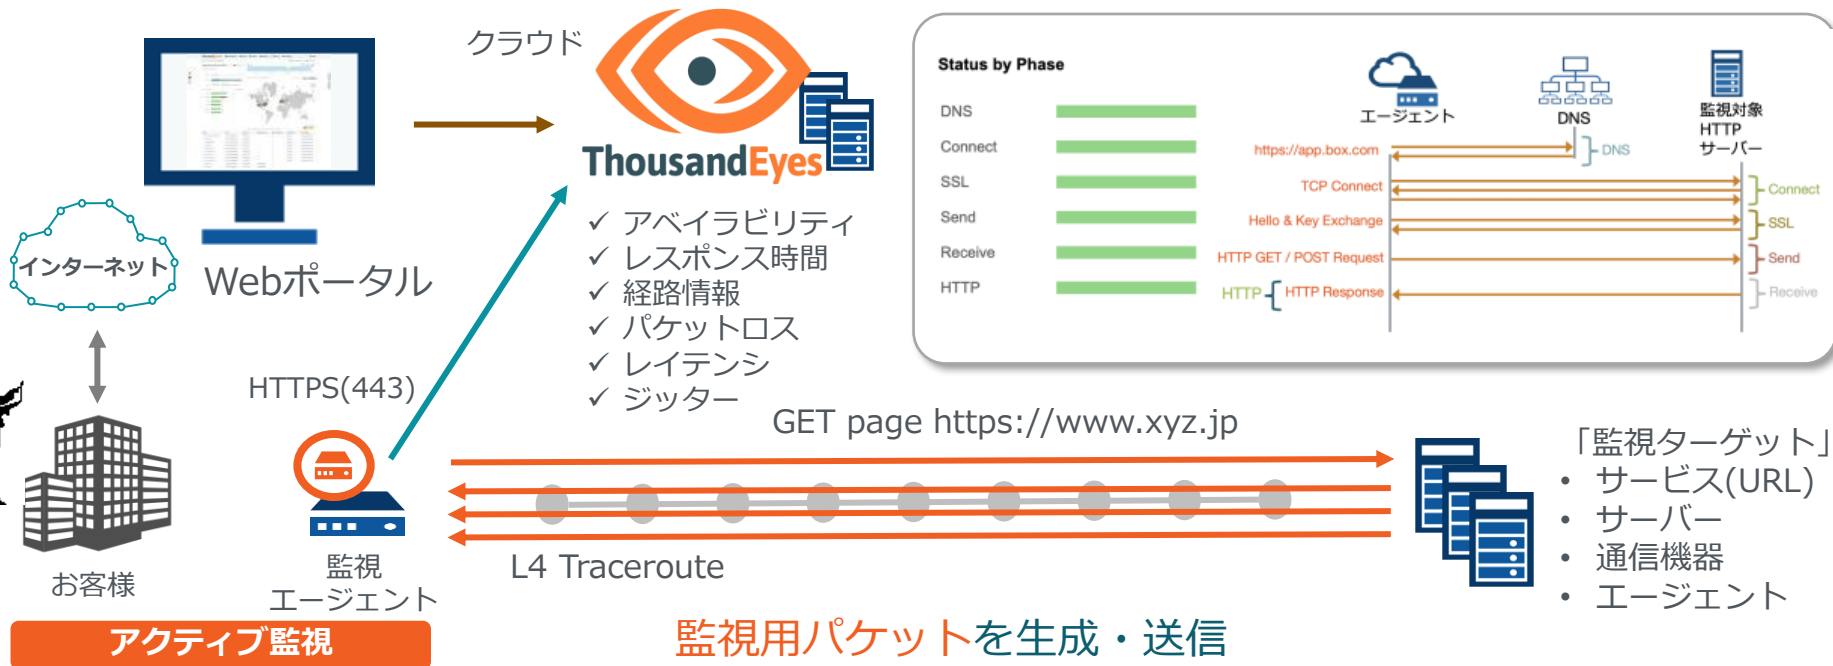 クラウド
ThousandEyes
インターネット
Webポータル
✓ アベイラビリティ
✓ レスポンス時間
✓ 経路情報
✓ パケットロス
✓ レイテンシ
✓ ジッター
HTTPS(443)
お客様
監視
エージェント
アクティブ監視
Status by Phase
DNS
Connect
SSL
Send
Receive
HTTP
エージェント
DNS
監視対象
HTTP
サーバー
https://app.box.com
DNS
TCP Connect
Connect
Hello & Key Exchange
SSL
HTTP GET / POST Request
Send
HTTP
HTTP Response
Receive
GET page https://www.xyz.jp
L4 Traceroute
「監視ターゲット」
• サービス(URL)
• サーバー
• 通信機器
• エージェント
監視用パケットを生成・送信